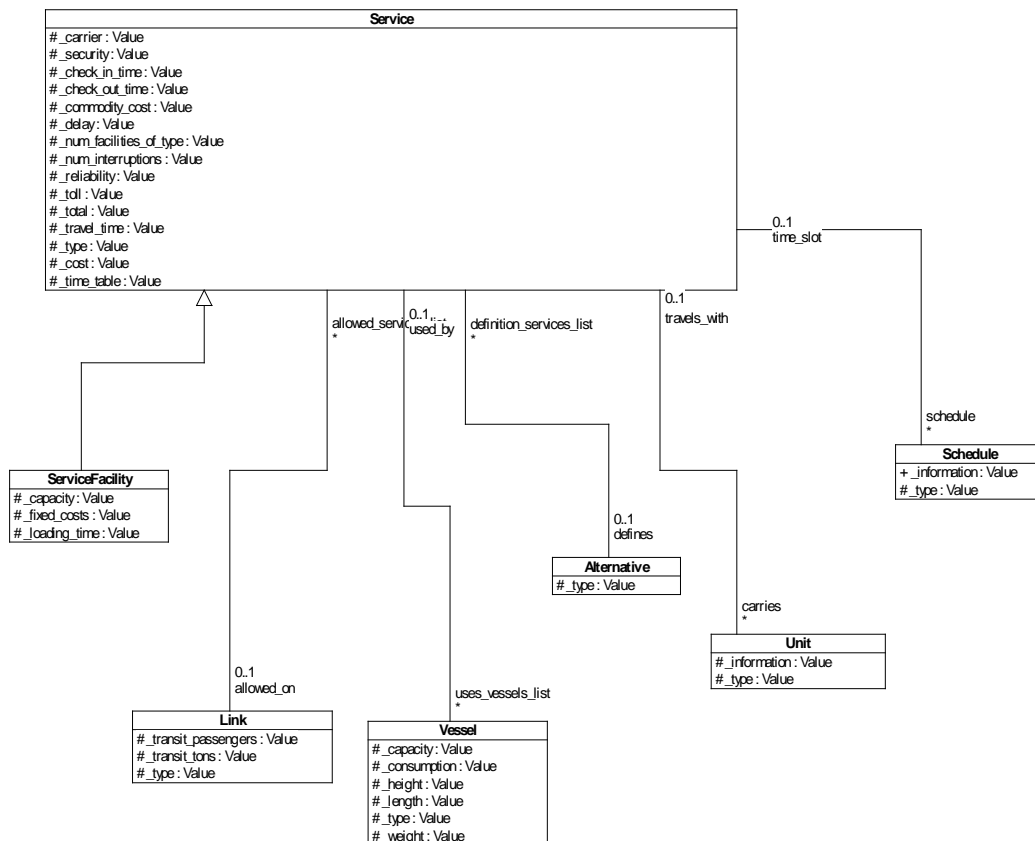 Service
# _carrier : Value
# _security : Value
# _check_in_time : Value
# _check_out_time : Value
# _commodity_cost : Value
# _delay : Value
# _num_facilities_of_type : Value
# _num_interruptions : Value
# _reliability : Value
# _toll : Value
# _total : Value
# _travel_time : Value
# _type : Value
# _cost : Value
# _time_table : Value
0..1
time_slot
0..1
travels_with
0..1
used_by
definition_services_list
*
*
schedule
*
Schedule
+ _information : Value
# _type : Value
ServiceFacility
# _capacity : Value
# _fixed_costs : Value
# _loading_time : Value
0..1
defines
Alternative
# _type : Value
carries
*
Unit
# _information : Value
# _type : Value
0..1
allowed_on
Link
# _transit_passengers : Value
# _transit_tons : Value
# _type : Value
uses_vessels_list
*
Vessel
# _capacity : Value
# _consumption : Value
# _height : Value
# _length : Value
# _type : Value
# _weight : Value